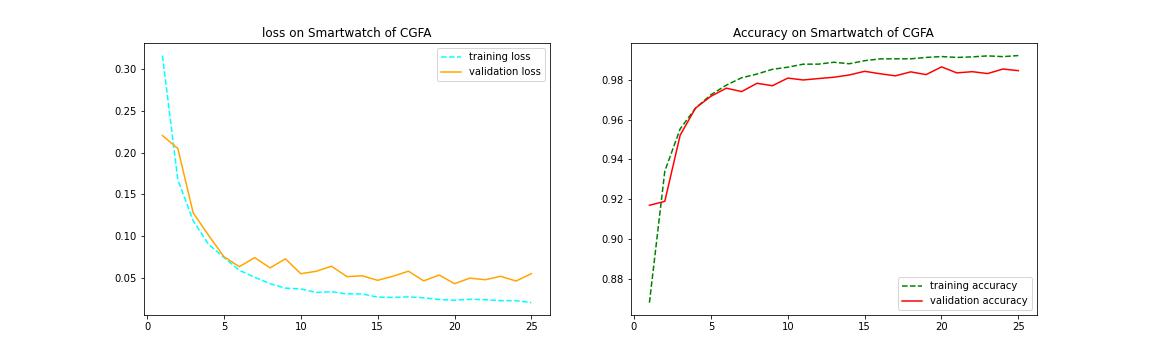 loss on Smartwatch of CGFA
training loss
validation loss
0.30
0.25
0.20
0.15
0.10
0.05
0 5 10 15 20 25
Accuracy on Smartwatch of CGFA
0.98
0.96
0.94
0.92
0.90
0.88
training accuracy
validation accuracy
0 5 10 15 20 25